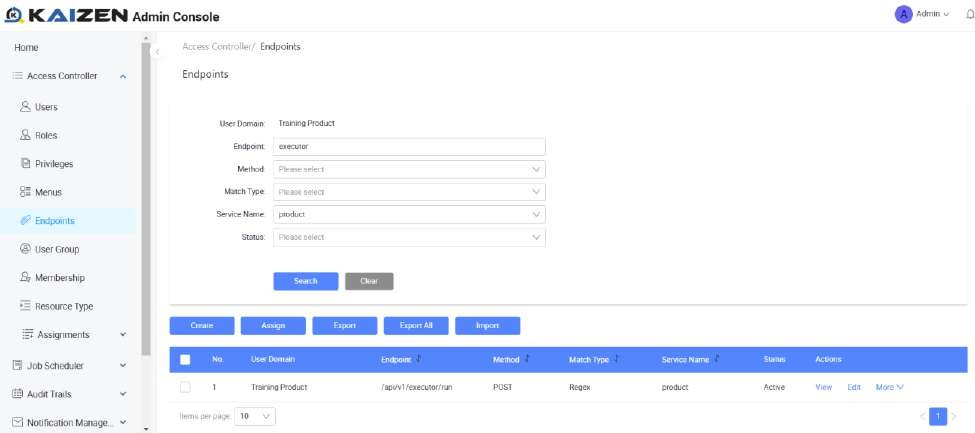 KAIZEN Admin Console
A Admin
Home
Access Controller
Users
Roles
Privileges
Menus
Endpoints
User Group
Membership
Resource Type
Assignments
Job Scheduler
Audit Trails
Notification Manage...
Access Controller/ Endpoints
Endpoints
User Domain: Training Product
Endpoint: executor
Method: Please select
Match Type: Please select
Service Name: product
Status: Please select
Search Clear
Create Assign Export Export All Import
No. User Domain Endpoint Method Match Type Service Name Status Actions
1 Training Product /api/v1/executor/run POST Regex product Active View Edit More
Items per page: 10 1